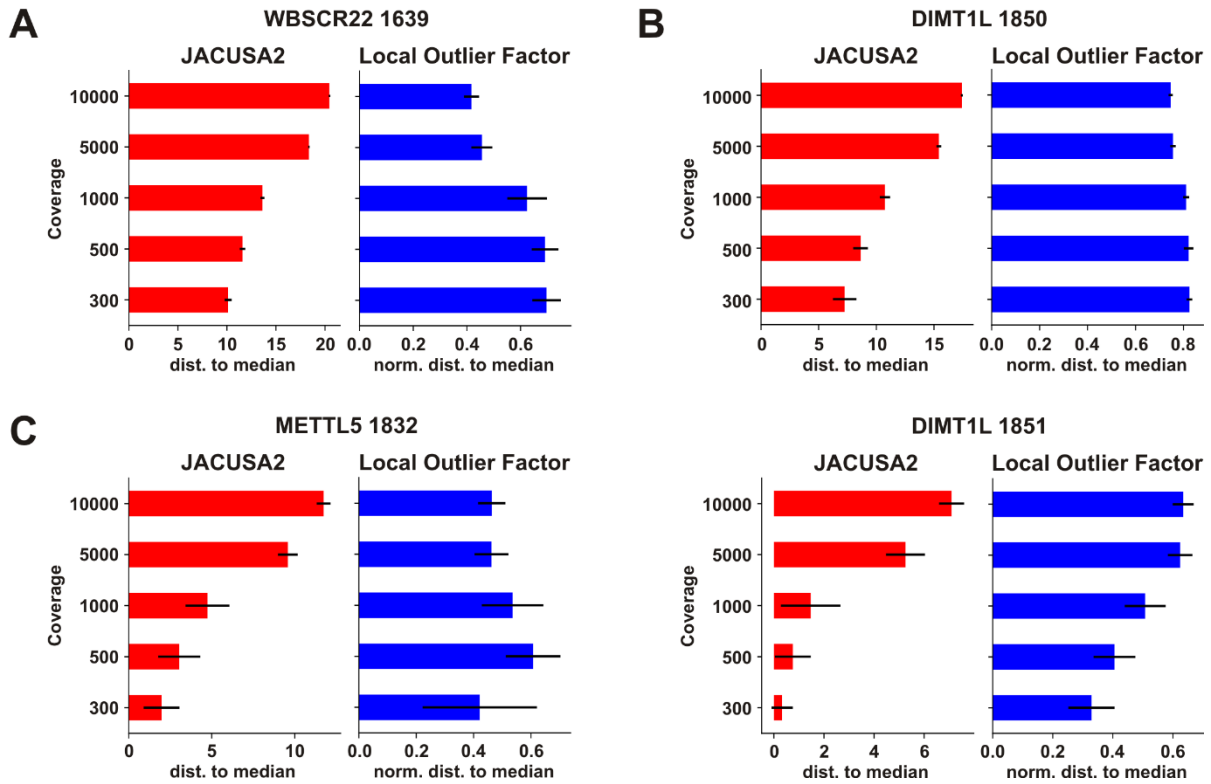 A
WBSCR22 1639
JACUSA2
Local Outlier Factor
Coverage
10000
5000
1000
500
300
0 5 10 15 20
dist. to median
0.0 0.2 0.4 0.6
norm. dist to median
B
DIMT1L 1850
JACUSA2
Local Outlier Factor
Coverage
10000
5000
1000
500
300
0 5 10 15
dist. to median
0.0 0.2 0.4 0.6 0.8
norm. dist to median
C
METTL5 1832
JACUSA2
Local Outlier Factor
Coverage
10000
5000
1000
500
300
0 5 10
dist. to median
0.0 0.2 0.4 0.6
norm. dist to median
DIMT1L 1851
JACUSA2
Local Outlier Factor
Coverage
10000
5000
1000
500
300
0 2 4 6
dist. to median
0.0 0.2 0.4 0.6
norm. dist to median